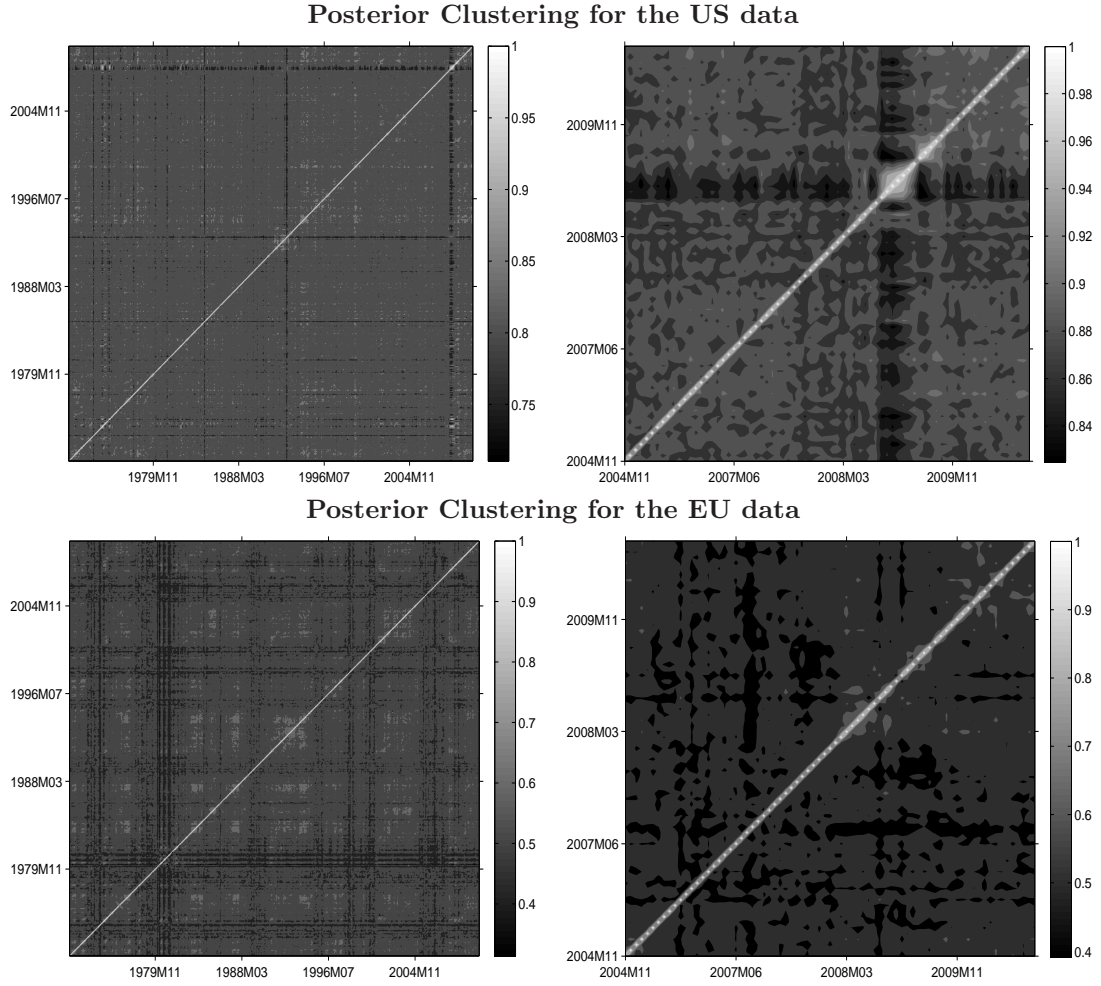 Posterior Clustering for the US data
2004M11
1996M07
1988M03
1979M11
1979M11 1988M03 1996M07 2004M11
1
0.95
0.9
0.85
0.8
0.75
2009M11
2008M03
2007M06
2004M11
2004M11 2007M06 2008M03 2009M11
1
0.98
0.96
0.94
0.92
0.9
0.88
0.86
0.84
Posterior Clustering for the EU data
2004M11
1996M07
1988M03
1979M11
1979M11 1988M03 1996M07 2004M11
1
0.9
0.8
0.7
0.6
0.5
0.4
2009M11
2008M03
2007M06
2004M11
2004M11 2007M06 2008M03 2009M11
1
0.9
0.8
0.7
0.6
0.5
0.4